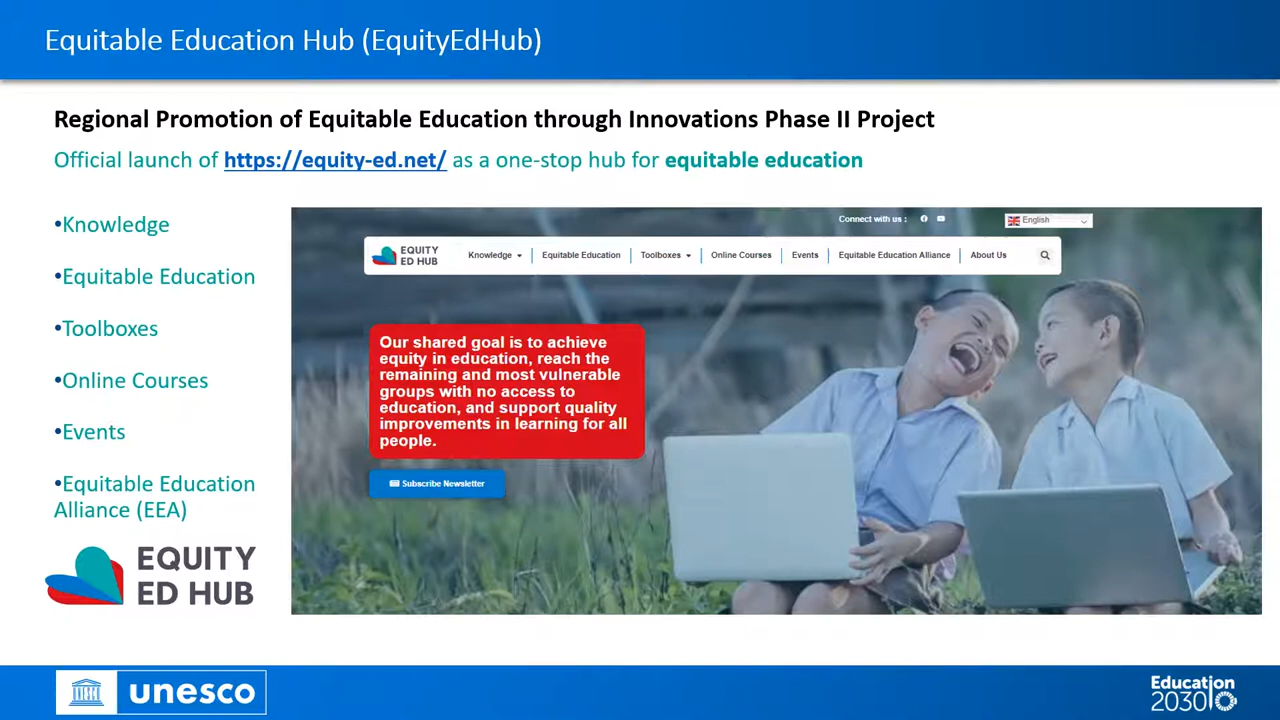 Equitable Education Hub (EquityEdHub)
Regional Promotion of Equitable Education through Innovations Phase II Project
Official launch of https://equity-ed.net/ as a one-stop hub for equitable education
•Knowledge
•Equitable Education
•Toolboxes
•Online Courses
•Events
•Equitable Education
Alliance (EEA)
EQUITY
ED HUB
Connect with us :
English
EQUITY
ED HUB
Knowledge
Equitable Education
Toolboxes
Online Courses
Events
Equitable Education Alliance
About Us
Our shared goal is to achieve
equity in education, reach the
remaining and most vulnerable
groups with no access to
education, and support quality
improvements in learning for all
people.
Subscribe Newsletter
unesco
Education
2030